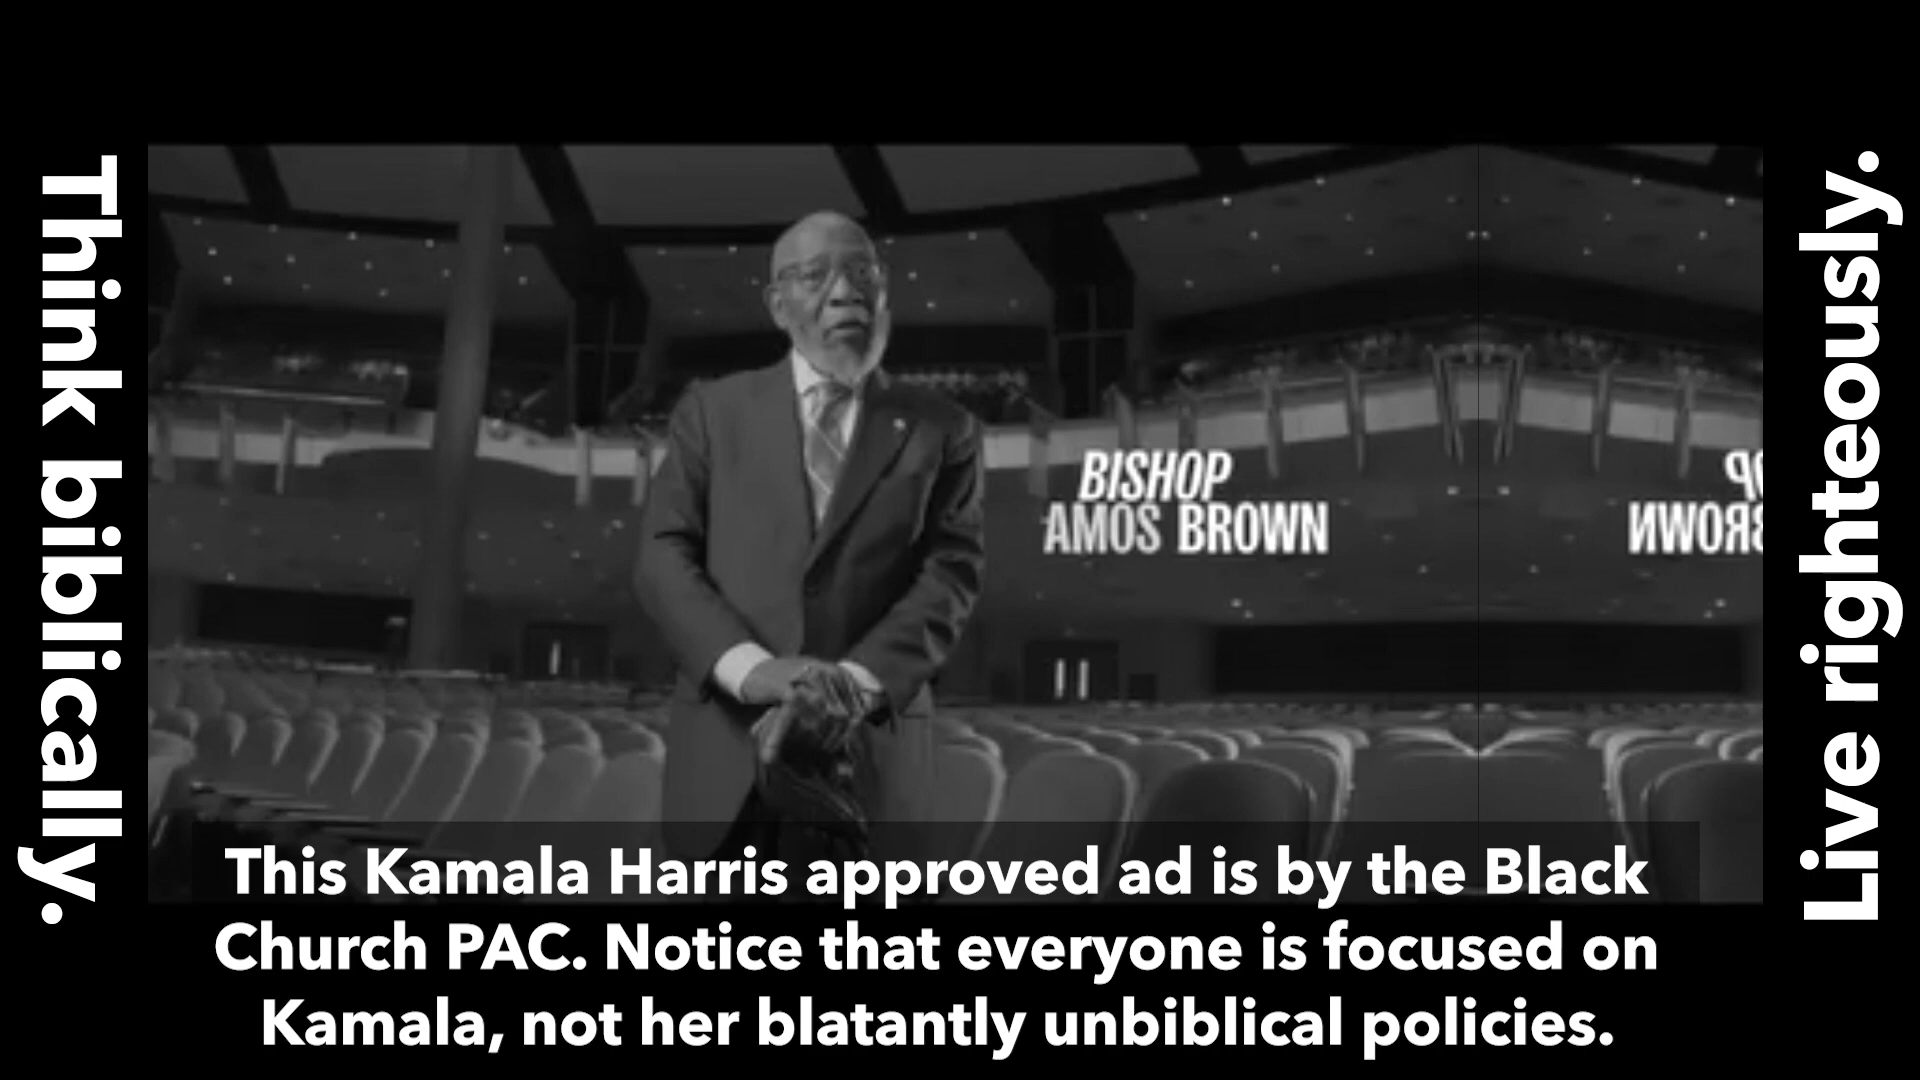 Think biblically.
BISHOP
AMOS BROWN
Live righteously.
This Kamala Harris approved ad is by the Black
Church PAC. Notice that everyone is focused on
Kamala, not her blatantly unbiblical policies.